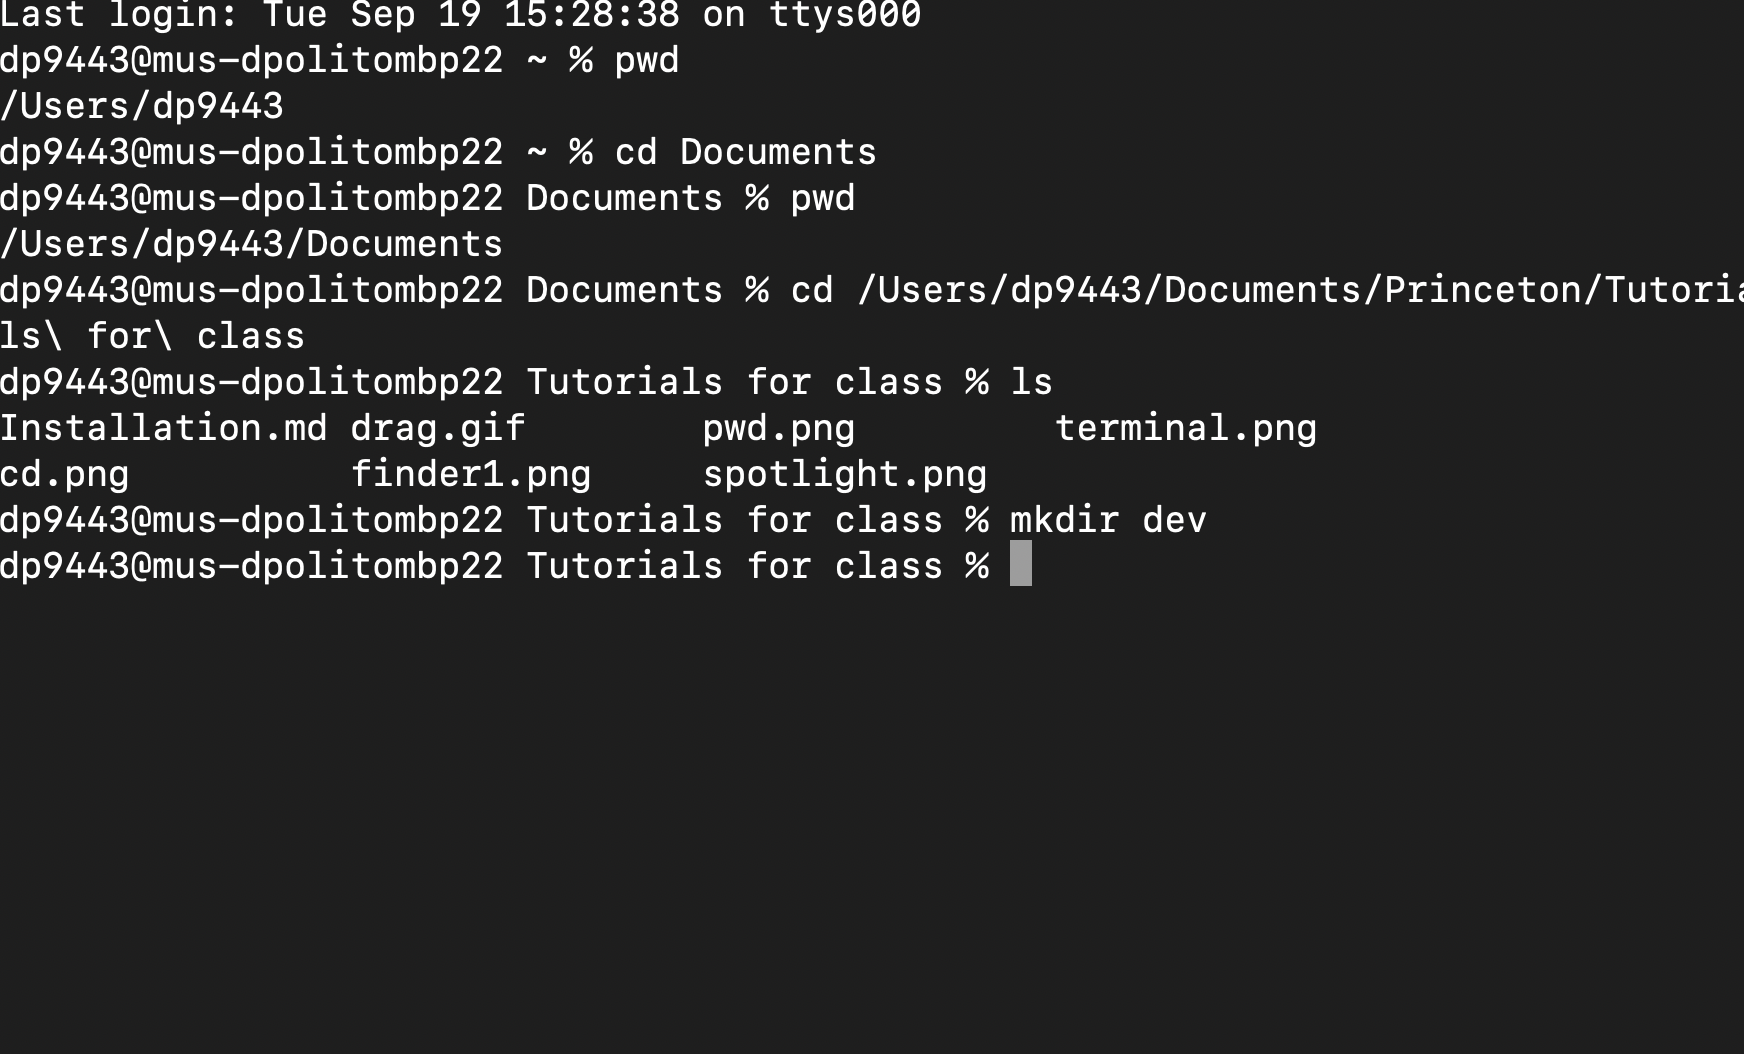 Last login: Tue Sep 19 15:28:38 on ttys000
dp9443@mus-dpolitombp22 ~ % pwd
/Users/dp9443
dp9443@mus-dpolitombp22 ~ % cd Documents
dp9443@mus-dpolitombp22 Documents % pwd
/Users/dp9443/Documents
dp9443@mus-dpolitombp22 Documents % cd /Users/dp9443/Documents/Princeton/Tutoria
ls\ for\ class
dp9443@mus-dpolitombp22 Tutorials for class % ls
Installation.md drag.gif pwd.png terminal.png
cd.png finder1.png spotlight.png
dp9443@mus-dpolitombp22 Tutorials for class % mkdir dev
dp9443@mus-dpolitombp22 Tutorials for class %